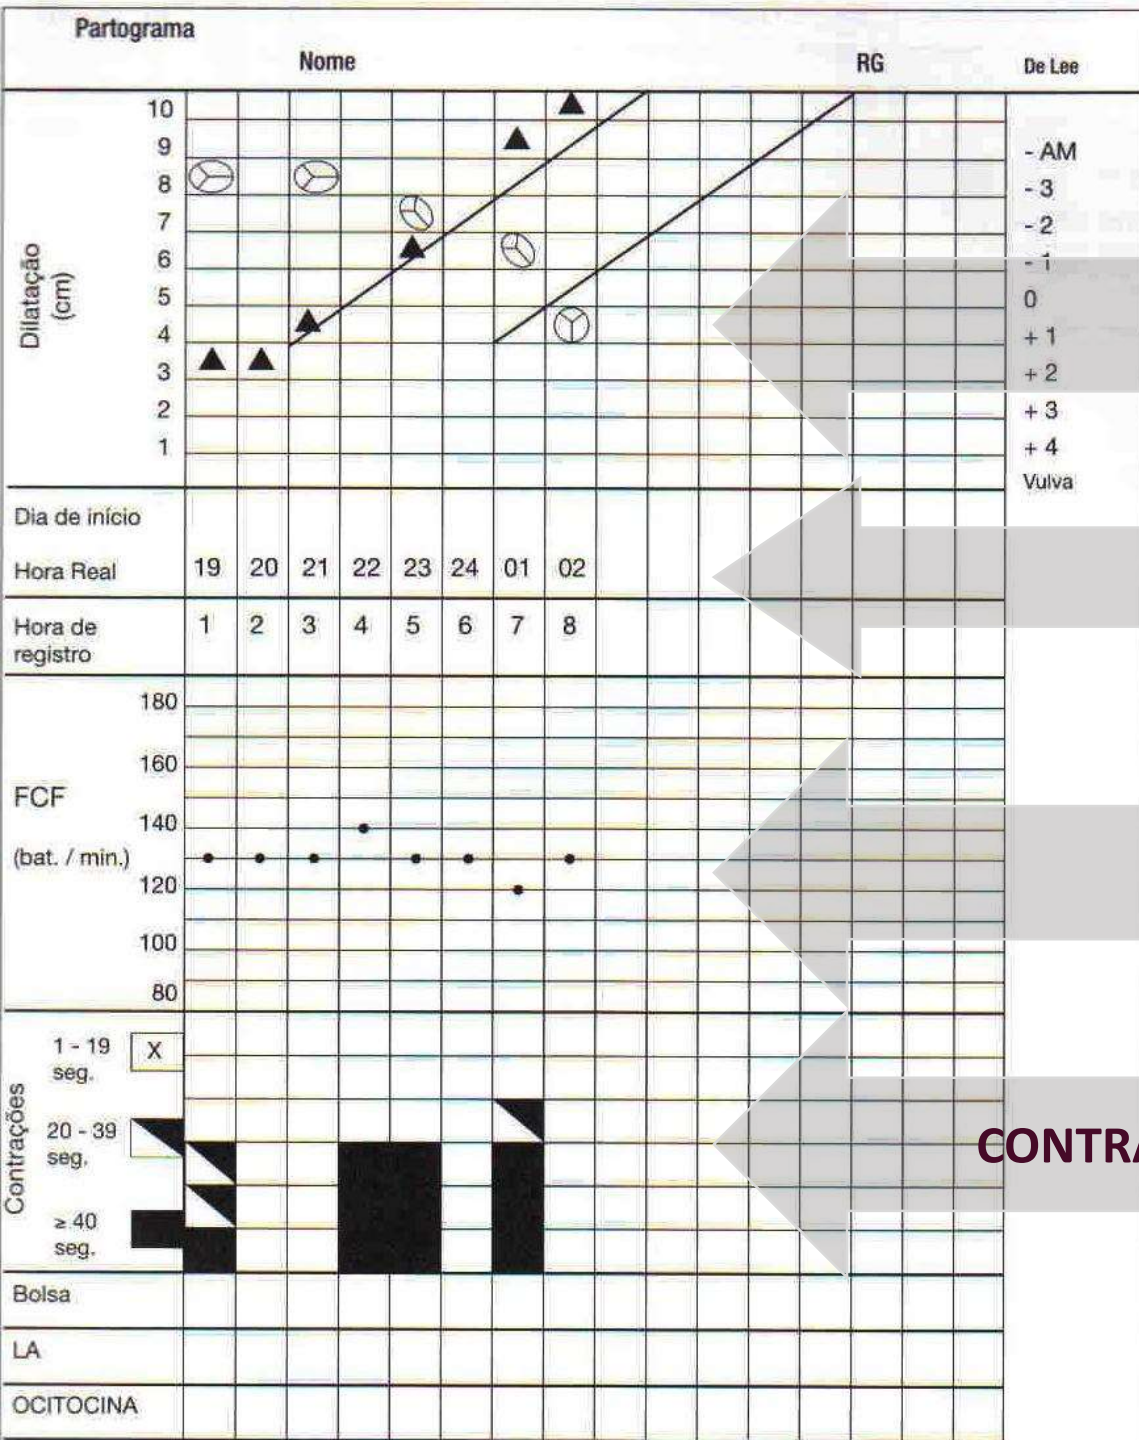 Partograma
Nome
RG
De Lee
Dilatação
(cm)
10
9
8
7
6
5
4
3
2
1
- AM
- 3
- 2
- 1
0
+ 1
+ 2
+ 3
+ 4
Vulva
Dia de início
Hora Real 19 20 21 22 23 24 01 02
Hora de
registro
1 2 3 4 5 6 7 8
FCF
(bat. / min.)
180
160
140
120
100
80
Contrações
1 - 19
seg.
X
20 - 39
seg.
≥ 40
seg.
CONTRA
Bolsa
LA
OCITOCINA